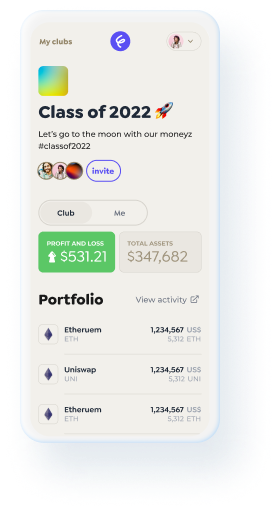 My clubs
Class of 2022 🚀
Let's go to the moon with our moneyz
#classof2022
invite
Club Me
PROFIT AND LOSS TOTAL ASSETS
$531.21 $347,682
Portfolio View activity
Etheruem 1,234,567 US$
ETH 5,312 ETH
Uniswap 1,234,567 US$
UNI 5,312 UNI
Etheruem 1,234,567 US$
ETH 5,312 ETH